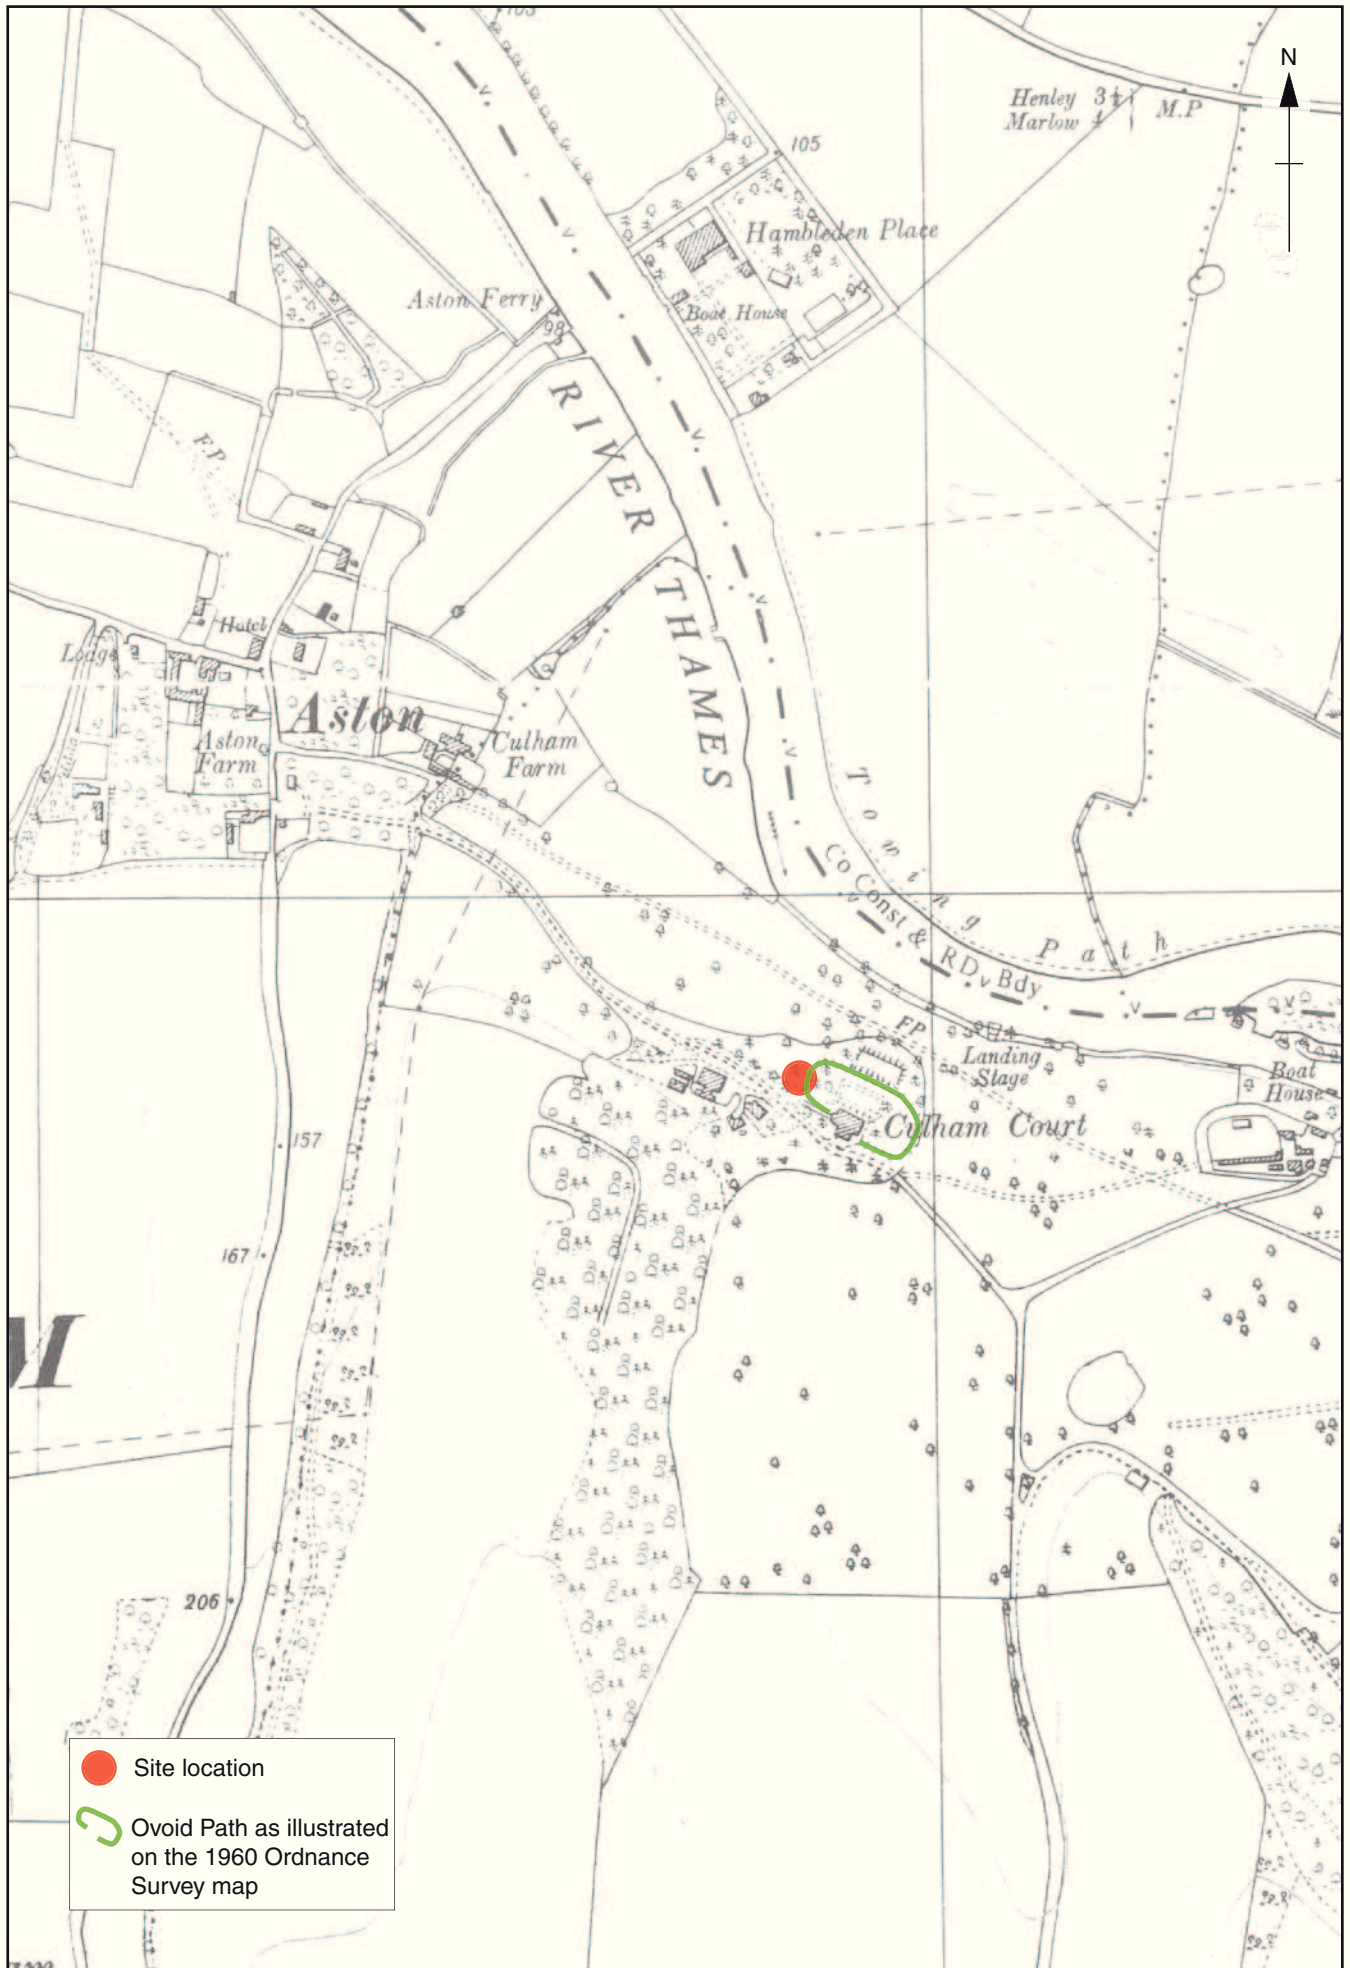 103
N
Henley 3½
Marlow 4
M.P
105
Hambleden Place
Aston Ferry
98
Boat House
RIVER THAMES
F.P
Hotel
Lodge
Aston
Aston
Farm
Culham
Farm
Towing Path
Co Const & R D Bdy
FP
Landing
Stage
Boat
House
Culham Court
157
167
M
206
Site location
Ovoid Path as illustrated
on the 1960 Ordnance
Survey map